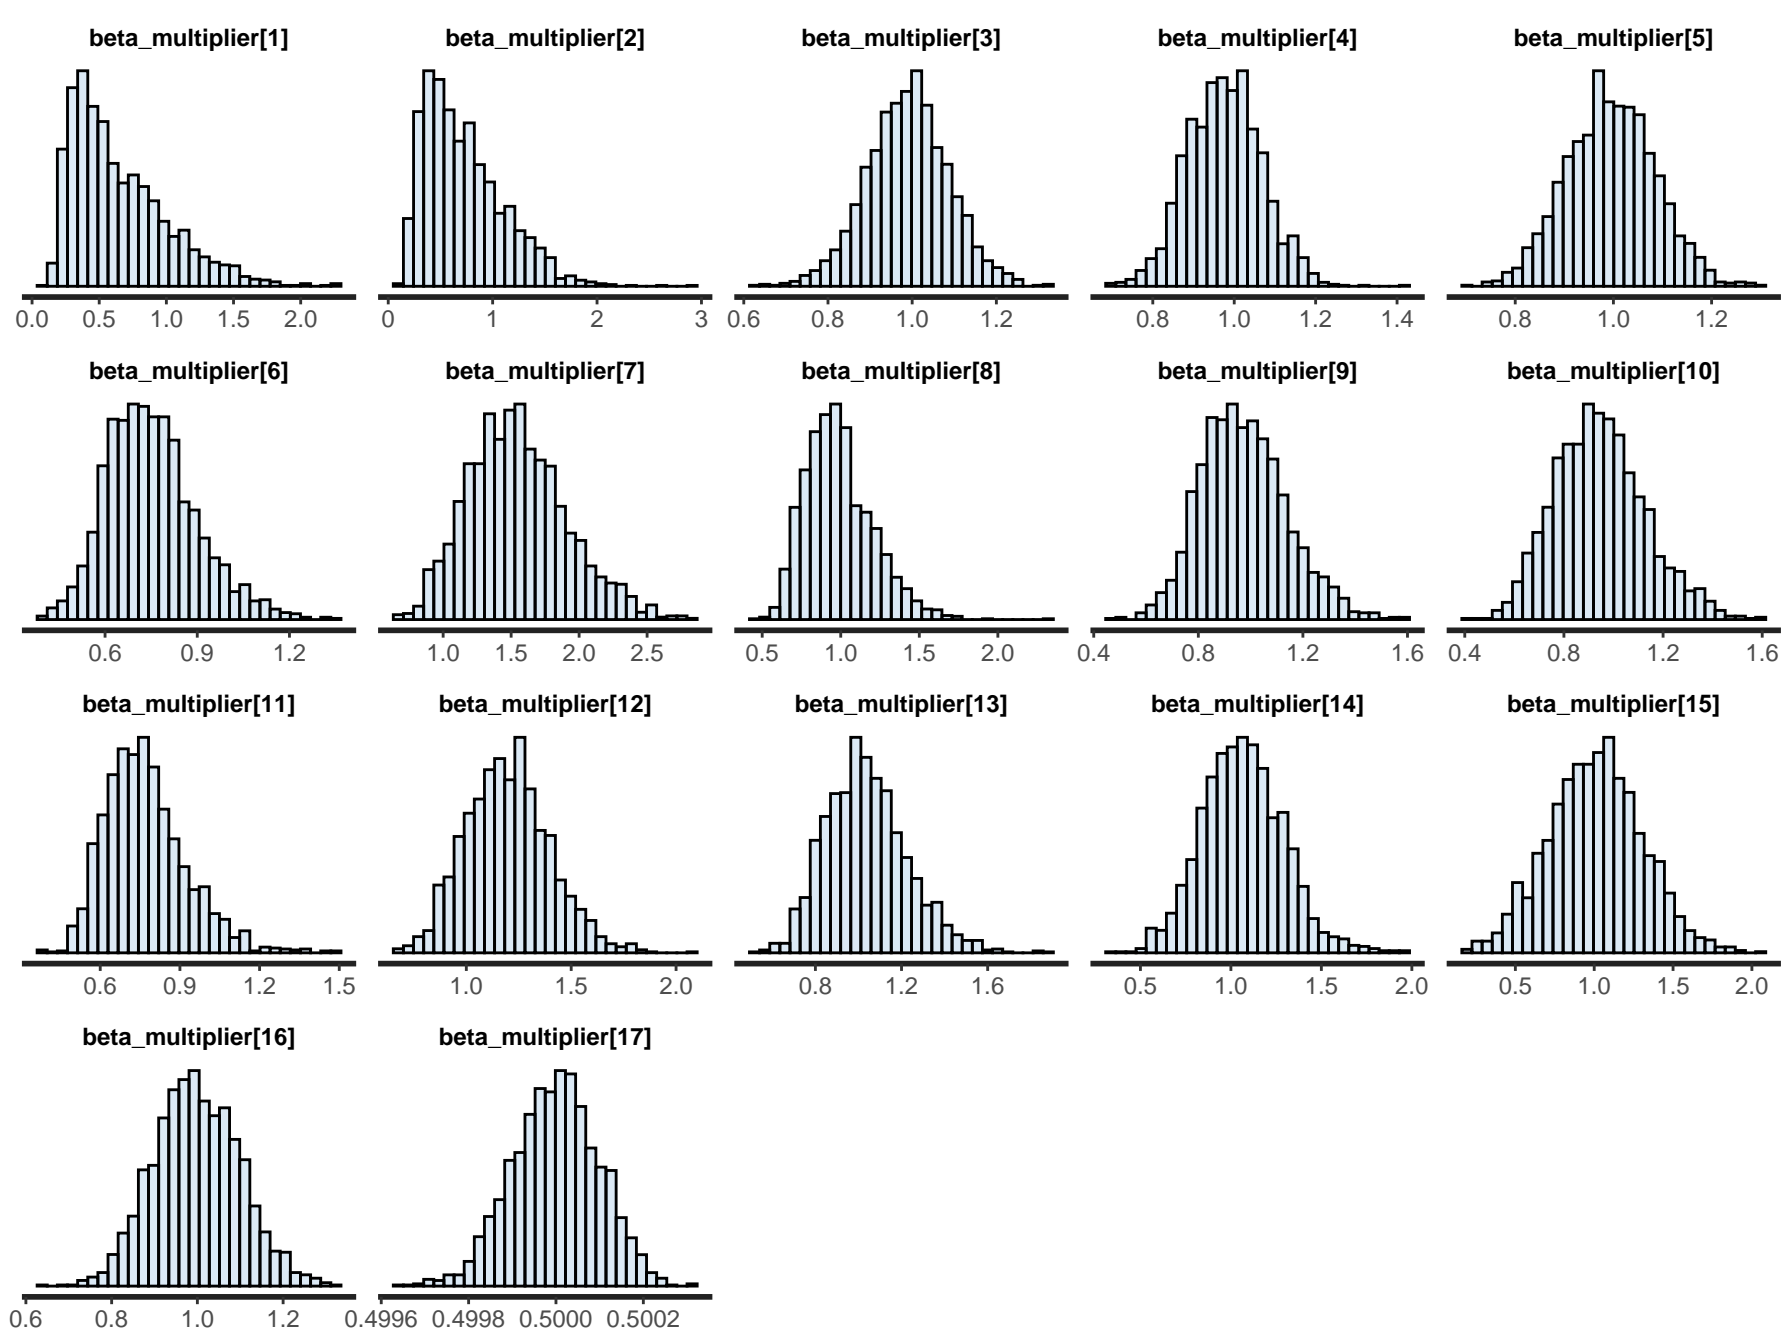 beta_multiplier[1] beta_multiplier[2] beta_multiplier[3] beta_multiplier[4] beta_multiplier[5]
0.0 0.5 1.0 1.5 2.0 0 1 2 3 0.6 0.8 1.0 1.2 0.8 1.0 1.2 1.4 0.8 1.0 1.2
beta_multiplier[6] beta_multiplier[7] beta_multiplier[8] beta_multiplier[9] beta_multiplier[10]
0.6 0.9 1.2 1.0 1.5 2.0 2.5 0.5 1.0 1.5 2.0 0.4 0.8 1.2 1.6 0.4 0.8 1.2 1.6
beta_multiplier[11] beta_multiplier[12] beta_multiplier[13] beta_multiplier[14] beta_multiplier[15]
0.6 0.9 1.2 1.5 1.0 1.5 2.0 0.8 1.2 1.6 0.5 1.0 1.5 2.0 0.5 1.0 1.5 2.0
beta_multiplier[16] beta_multiplier[17]
0.6 0.8 1.0 1.2 0.4996 0.4998 0.5000 0.5002